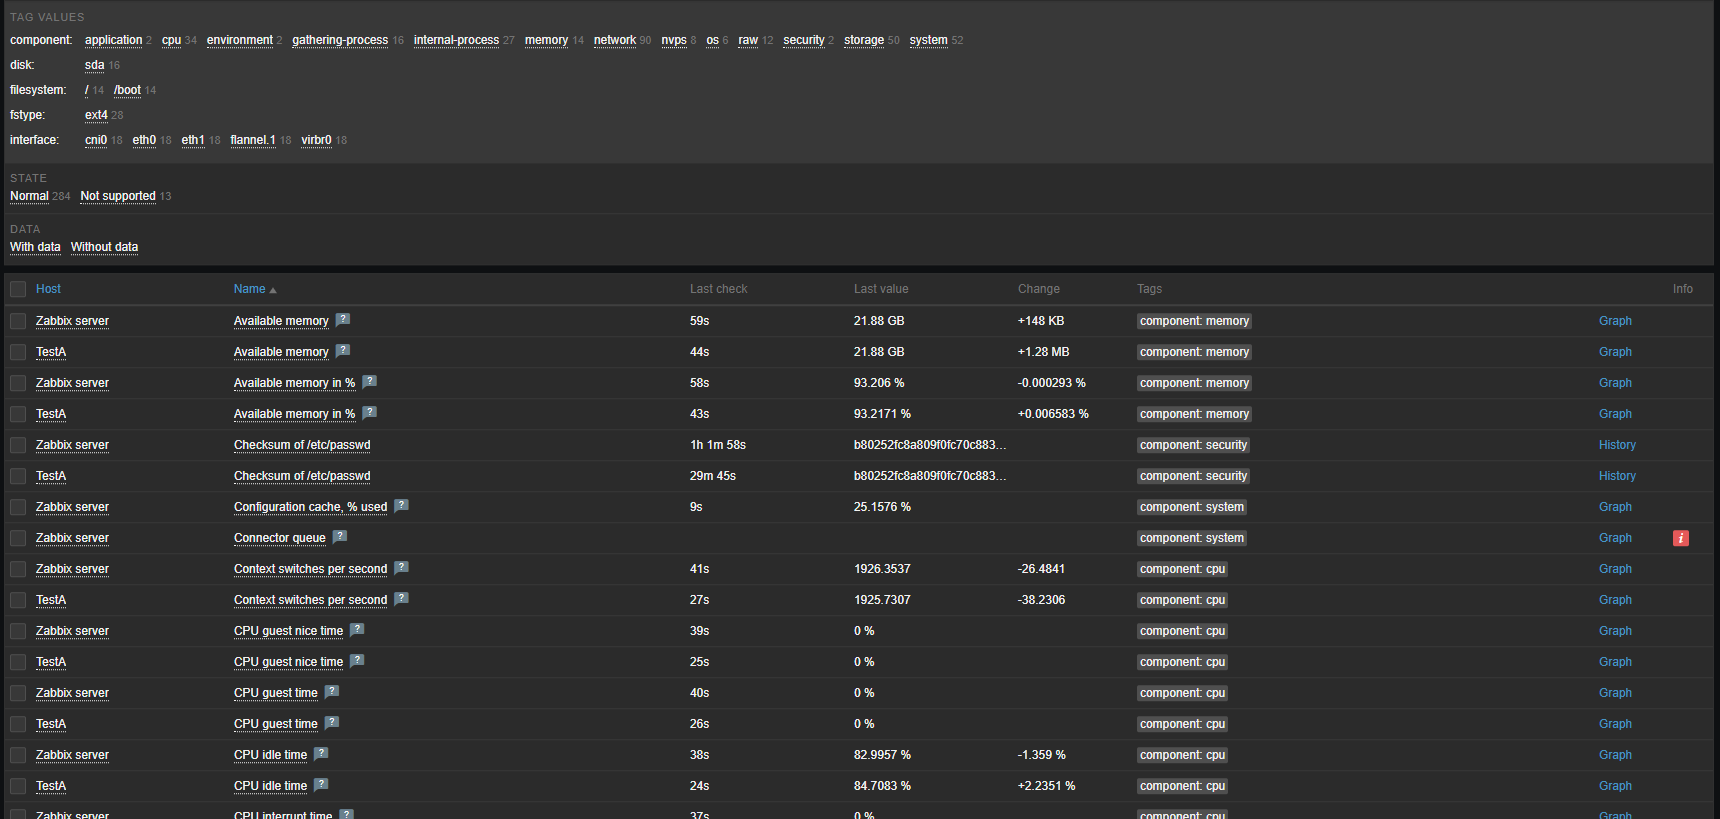 TAG VALUES
component: application 2 cpu 34 environment 2 gathering-process 16 internal-process 27 memory 14 network 90 nvps 8 os 6 raw 12 security 2 storage 50 system 52
disk: sda 16
filesystem: / 14 /boot 14
fstype: ext4 28
interface: cni0 18 eth0 18 eth1 18 flannel.1 18 virbr0 18
STATE
Normal 284 Not supported 13
DATA
With data Without data
Host Name Last check Last value Change Tags Info
Zabbix server Available memory ? 59s 21.88 GB +148 KB component: memory Graph
TestA Available memory ? 44s 21.88 GB +1.28 MB component: memory Graph
Zabbix server Available memory in % ? 58s 93.206 % -0.000293 % component: memory Graph
TestA Available memory in % ? 43s 93.2171 % +0.006583 % component: memory Graph
Zabbix server Checksum of /etc/passwd 1h 1m 58s b80252fc8a809f0fc70c883... component: security History
TestA Checksum of /etc/passwd 29m 45s b80252fc8a809f0fc70c883... component: security History
Zabbix server Configuration cache, % used ? 9s 25.1576 % component: system Graph
Zabbix server Connector queue ? component: system Graph i
Zabbix server Context switches per second ? 41s 1926.3537 -26.4841 component: cpu Graph
TestA Context switches per second ? 27s 1925.7307 -38.2306 component: cpu Graph
Zabbix server CPU guest nice time ? 39s 0 % component: cpu Graph
TestA CPU guest nice time ? 25s 0 % component: cpu Graph
Zabbix server CPU guest time ? 40s 0 % component: cpu Graph
TestA CPU guest time ? 26s 0 % component: cpu Graph
Zabbix server CPU idle time ? 38s 82.9957 % -1.359 % component: cpu Graph
TestA CPU idle time ? 24s 84.7083 % +2.2351 % component: cpu Graph
Zabbix server CPU interrupt time ? 37s 0 % component: cpu Graph